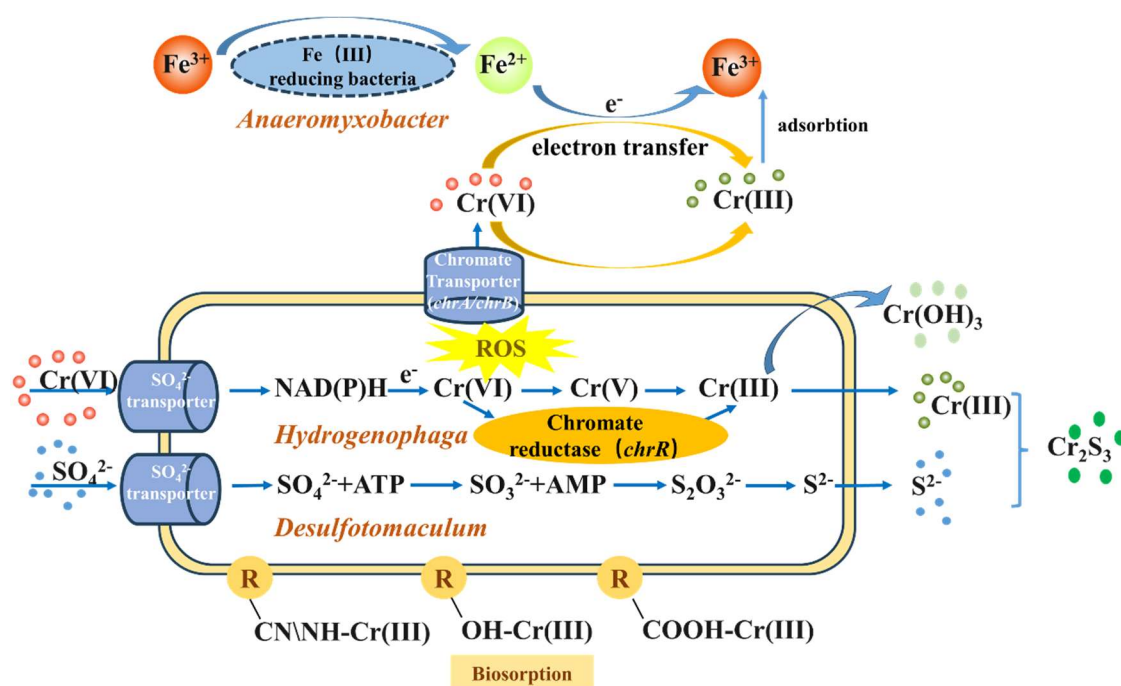 Fe³⁺
Fe（III）
reducing bacteria
Fe²⁺
Fe³⁺
Anaeromyxobacter
e⁻
adsorbtion
electron transfer
Cr(VI)
Cr(III)
Chromate
Transporter
(chrA/chrB)
Cr(OH)₃
ROS
Cr(VI)
SO₄²⁻
transporter
NAD(P)H
e⁻
Cr(VI)
Cr(V)
Cr(III)
Cr(III)
Hydrogenophaga
Chromate
reductase（chrR）
Cr₂S₃
SO₄²⁻
SO₄²⁻
transporter
SO₄²⁻+ATP
SO₃²⁻+AMP
S₂O₃²⁻
S²⁻
S²⁻
Desulfotomaculum
R
R
R
CN\NH-Cr(III)
OH-Cr(III)
COOH-Cr(III)
Biosorption